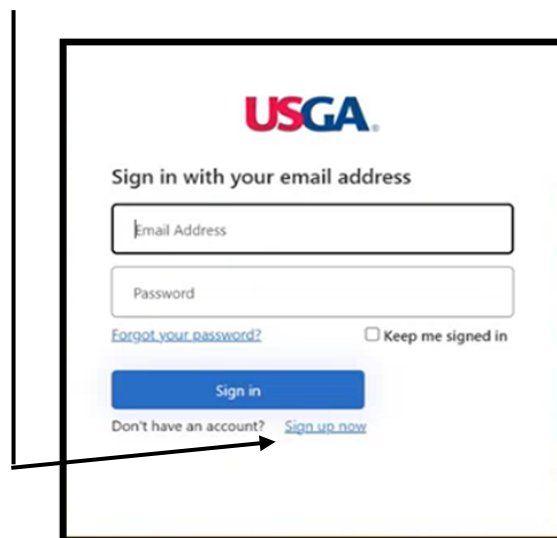 USGA.
Sign in with your email address
Email Address
Password
Forgot your password? Keep me signed in
Sign in
Don't have an account? Sign up now